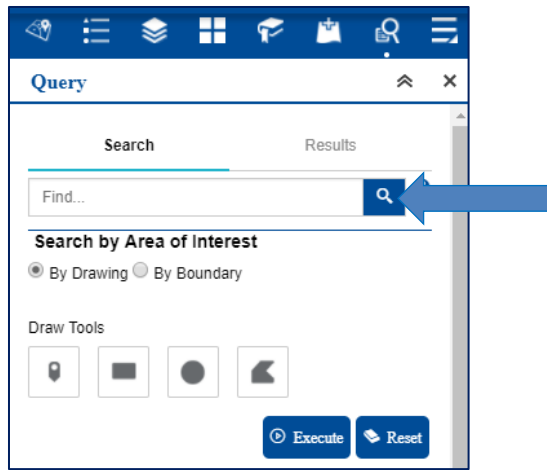 Query
Search Results
Find...
Search by Area of Interest
By Drawing By Boundary
Draw Tools
Execute Reset